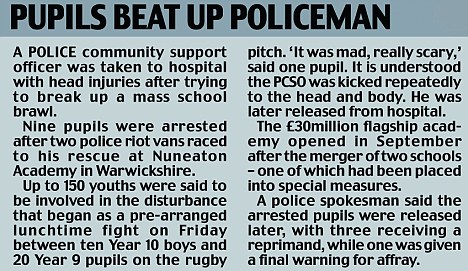 PUPILS BEAT UP POLICEMAN
A POLICE community support
officer was taken to hospital
with head injuries after trying
to break up a mass school
brawl.
Nine pupils were arrested
after two police riot vans raced
to his rescue at Nuneaton
Academy in Warwickshire.
Up to 150 youths were said to
be involved in the disturbance
that began as a pre-arranged
lunchtime fight on Friday
between ten Year 10 boys and
20 Year 9 pupils on the rugby
pitch. ‘It was mad, really scary,’
said one pupil. It is understood
the PCSO was kicked repeatedly
to the head and body. He was
later released from hospital.
The £30million flagship acad-
emy opened in September
after the merger of two schools
– one of which had been placed
into special measures.
A police spokesman said the
arrested pupils were released
later, with three receiving a
reprimand, while one was given
a final warning for affray.